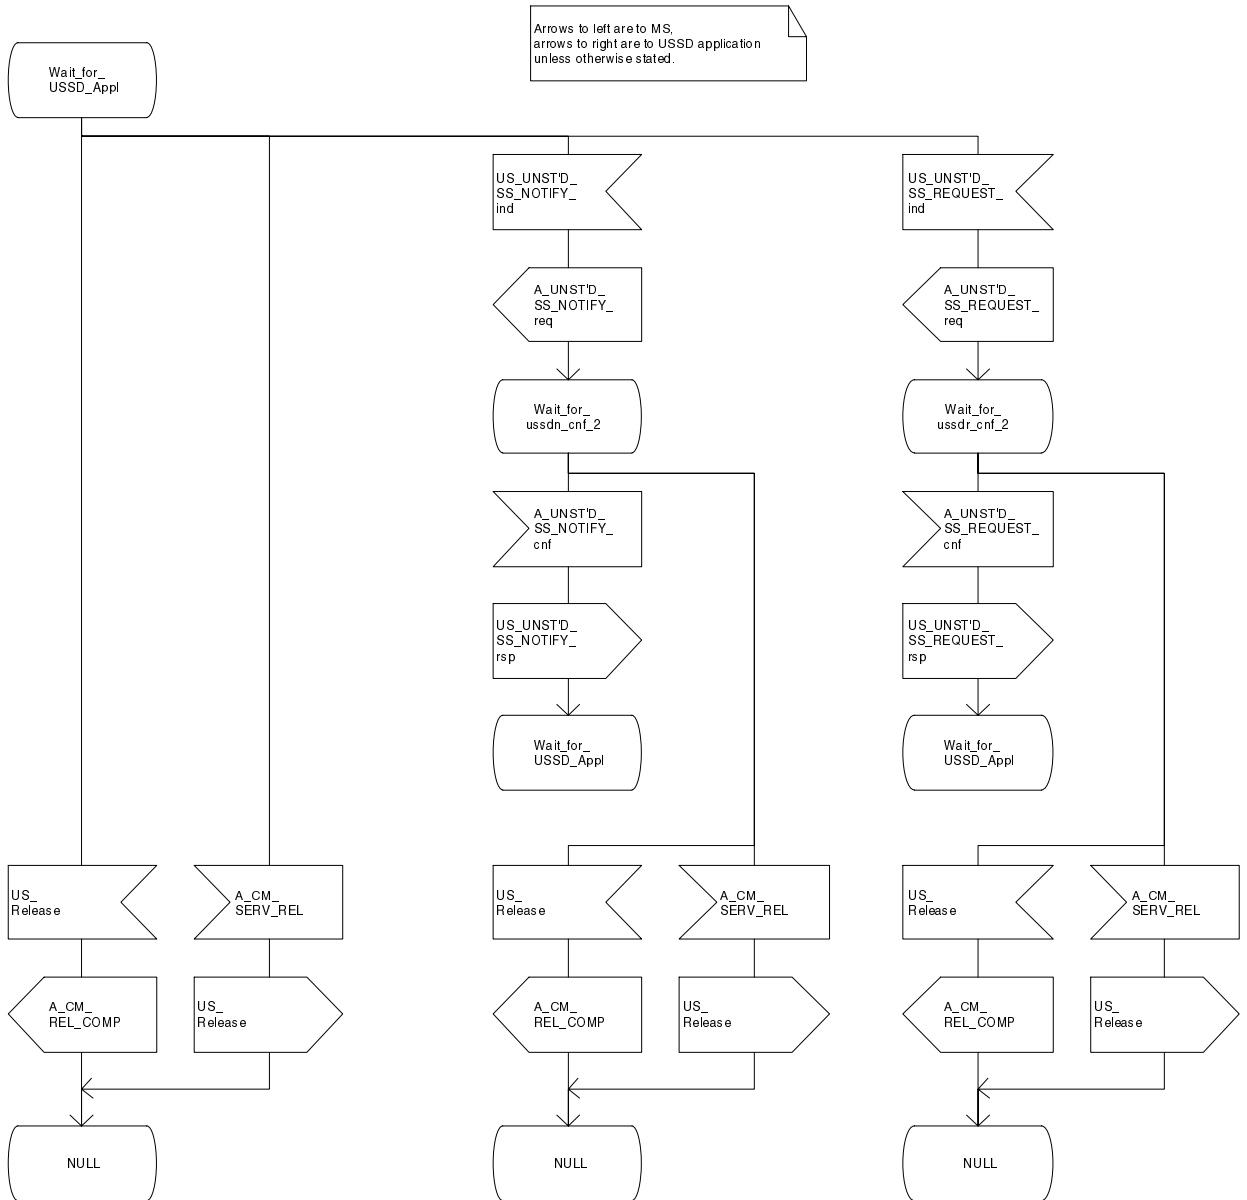 Arrows to left are to MS,
arrows to right are to USSD application
unless otherwise stated.
Wait_for_
USSD_Appl
US_UNST'D_
SS_NOTIFY_
ind
US_UNST'D_
SS_REQUEST_
ind
A_UNST'D_
SS_NOTIFY_
req
A_UNST'D_
SS_REQUEST_
req
Wait_for_
ussdn_cnf_2
Wait_for_
ussdr_cnf_2
A_UNST'D_
SS_NOTIFY_
cnf
A_UNST'D_
SS_REQUEST_
cnf
US_UNST'D_
SS_NOTIFY_
rsp
US_UNST'D_
SS_REQUEST_
rsp
Wait_for_
USSD_Appl
Wait_for_
USSD_Appl
US_
Release
A_CM_
SERV_REL
US_
Release
A_CM_
SERV_REL
US_
Release
A_CM_
SERV_REL
A_CM_
REL_COMP
US_
Release
A_CM_
REL_COMP
US_
Release
A_CM_
REL_COMP
US_
Release
NULL
NULL
NULL